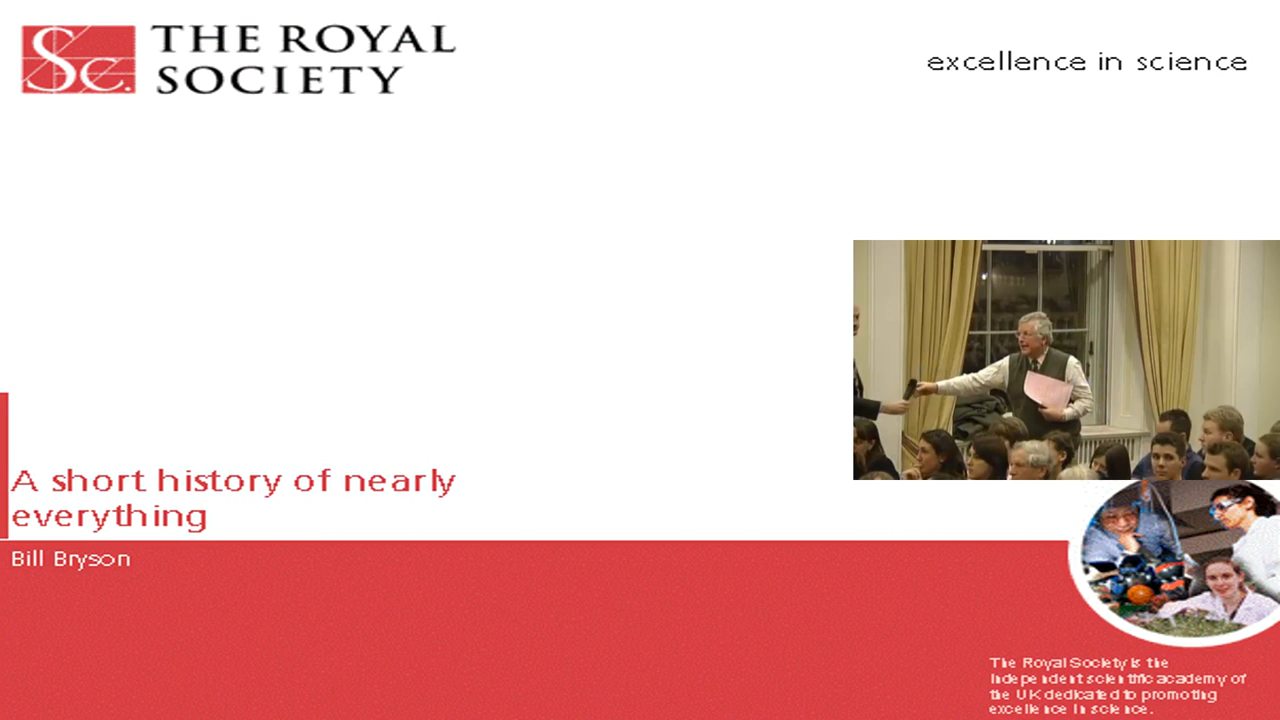 Sc.
THE ROYAL
SOCIETY
excellence in science
A short history of nearly
everything
Bill Bryson
The Royal Society is the
independent scientific academy of
the UK dedicated to promoting
excellence in science.